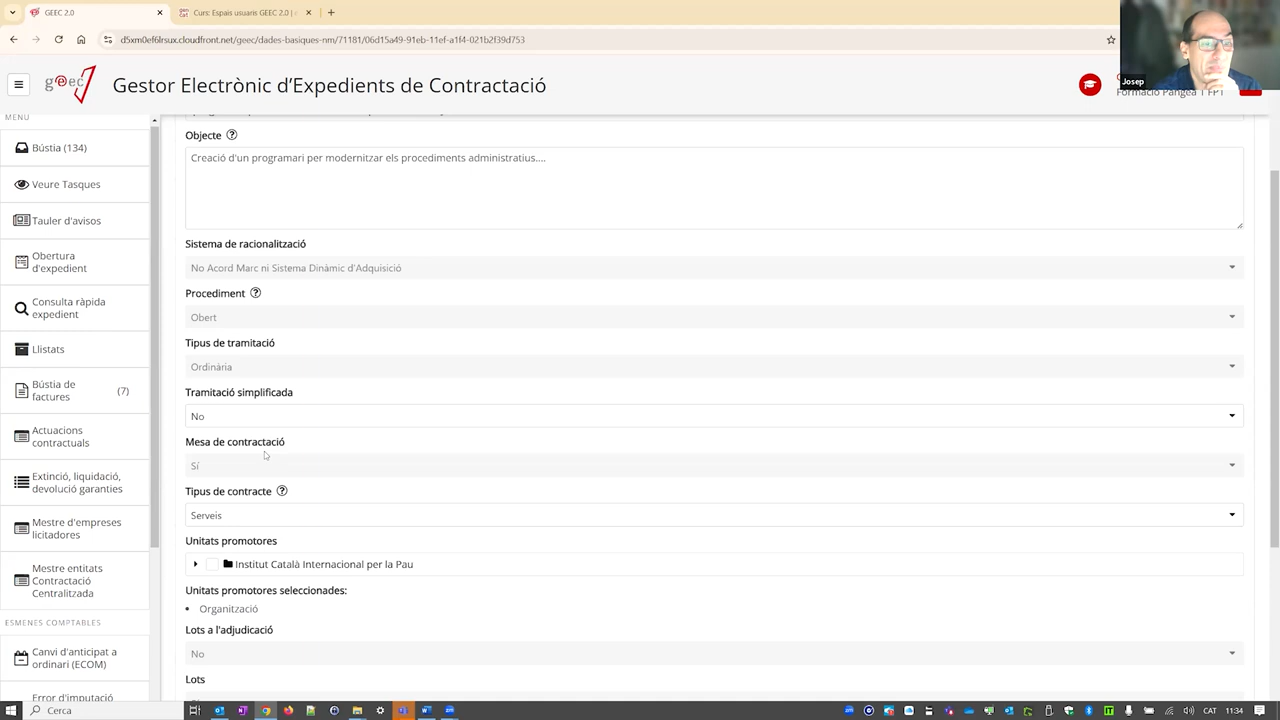 GEEC 2.0
Curs: Espais usuaris GEEC 2.0 | e
d5xm0ef6lrsux.cloudfront.net/geec/dades-basiques-nm/71181/06d15a49-91eb-11ef-a1f4-021b2f39d753
Josep
geec
Gestor Electrònic d'Expedients de Contractació
Formació Pangea 1 FPT
MENÚ
Bústia (134)
Veure Tasques
Tauler d'avisos
Obertura
d'expedient
Consulta ràpida
expedient
Llistats
Bústia de
factures
(7)
Actuacions
contractuals
Extinció, liquidació,
devolució garanties
Mestre d'empreses
licitadores
Mestre entitats
Contractació
Centralitzada
ESMENES COMPTABLES
Canvi d'anticipat a
ordinari (ECOM)
Error d'imputació
Objecte
Creació d'un programari per modernitzar els procediments administratius....
Sistema de racionalització
No Acord Marc ni Sistema Dinàmic d'Adquisició
Procediment
Obert
Tipus de tramitació
Ordinària
Tramitació simplificada
No
Mesa de contractació
Sí
Tipus de contracte
Serveis
Unitats promotores
Institut Català Internacional per la Pau
Unitats promotores seleccionades:
Organització
Lots a l'adjudicació
No
Lots
Cerca
CAT
11:34